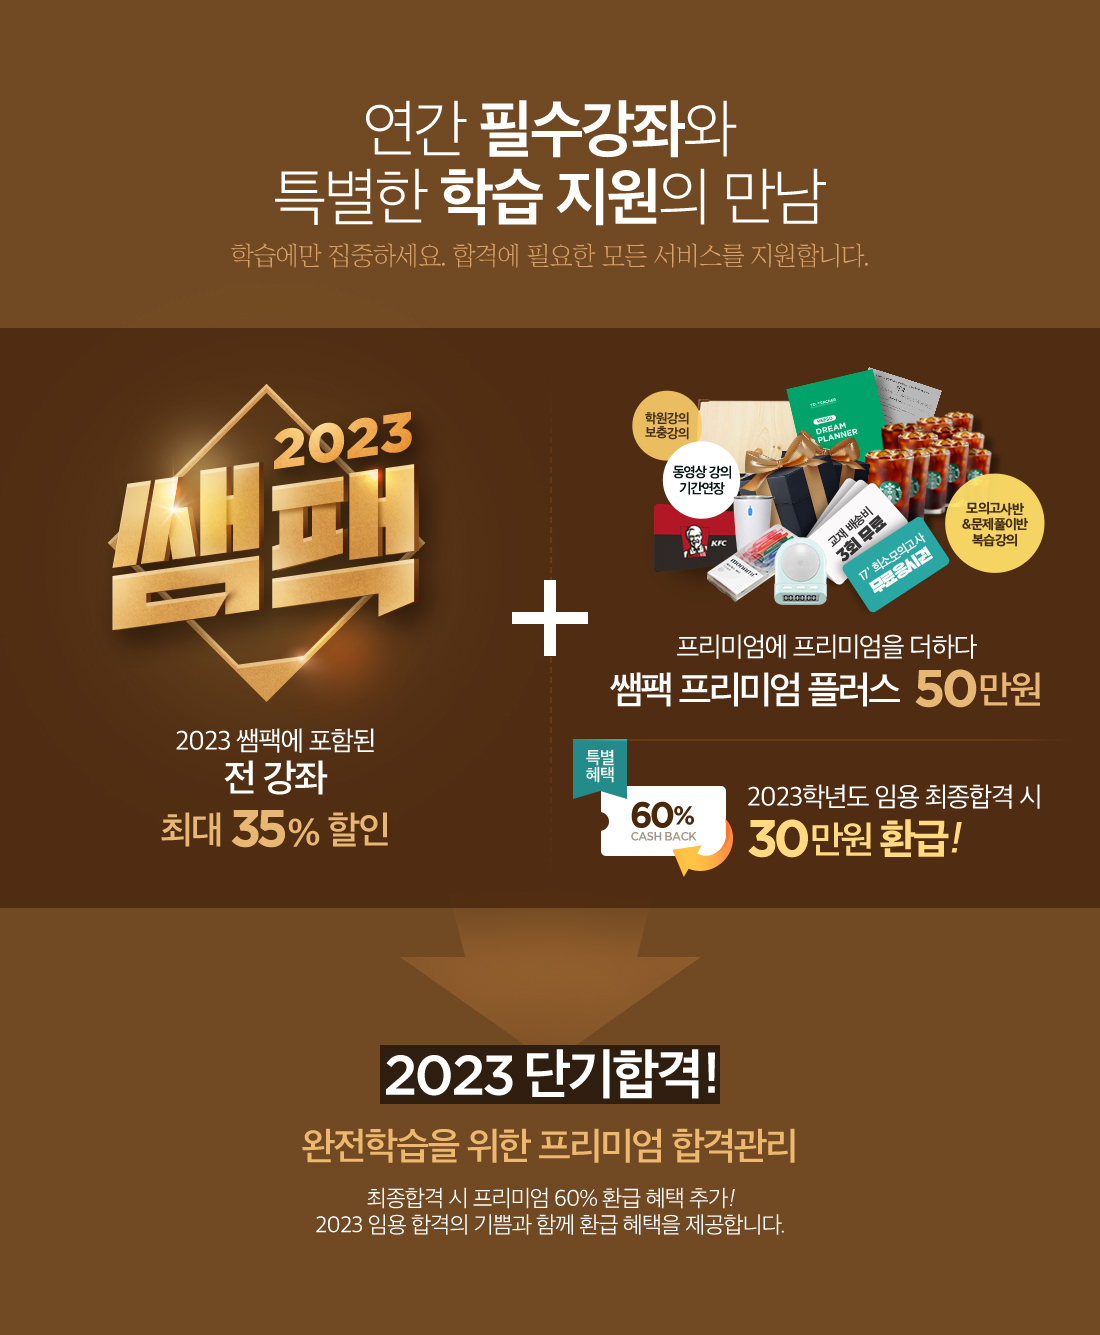 연간 필수강좌와
특별한 학습 지원의 만남
학습에만 집중하세요. 합격에 필요한 모든 서비스를 지원합니다.
2023
쌤팩
2023 쌤팩에 포함된
전 강좌
최대 35% 할인
+
학원강의
보충강의
동영상 강의
기간연장
DREAM
PLANNER
KFC
monami
교재 배송비
3회 무료
17' 희소모의고사
무료응시권
00:00:00
모의고사반
&문제풀이반
복습강의
프리미엄에 프리미엄을 더하다
쌤팩 프리미엄 플러스 50만원
특별
혜택
60%
CASH BACK
2023학년도 임용 최종합격 시
30만원 환급!
2023 단기합격!
완전학습을 위한 프리미엄 합격관리
최종합격 시 프리미엄 60% 환급 혜택 추가!
2023 임용 합격의 기쁨과 함께 환급 혜택을 제공합니다.